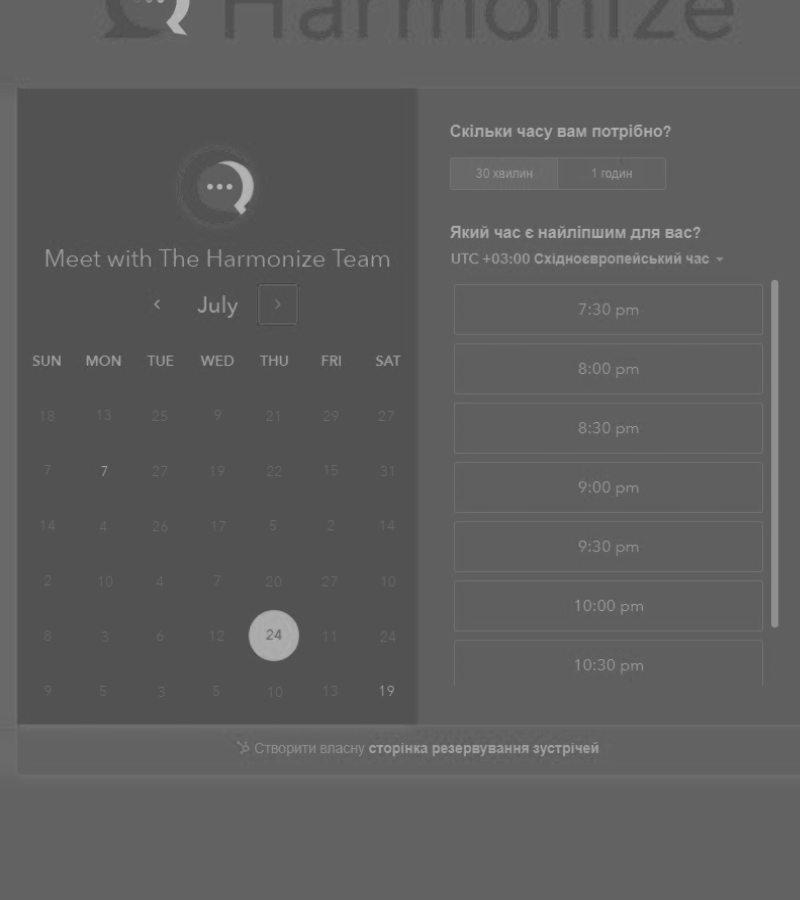 Harmonize
Meet with The Harmonize Team
July
SUN MON TUE WED THU FRI SAT
18 13 25 9 21 29 27
7 7 27 19 22 15 31
14 4 26 17 5 2 14
2 10 4 7 20 27 10
8 3 6 12 24 11 24
9 5 3 5 10 13 19
Скільки часу вам потрібно?
30 хвилин 1 годин
Який час є найліпшим для вас?
UTC +03:00 Східноєвропейський час
7:30 pm
8:00 pm
8:30 pm
9:00 pm
9:30 pm
10:00 pm
10:30 pm
Створити власну сторінка резервування зустрічей